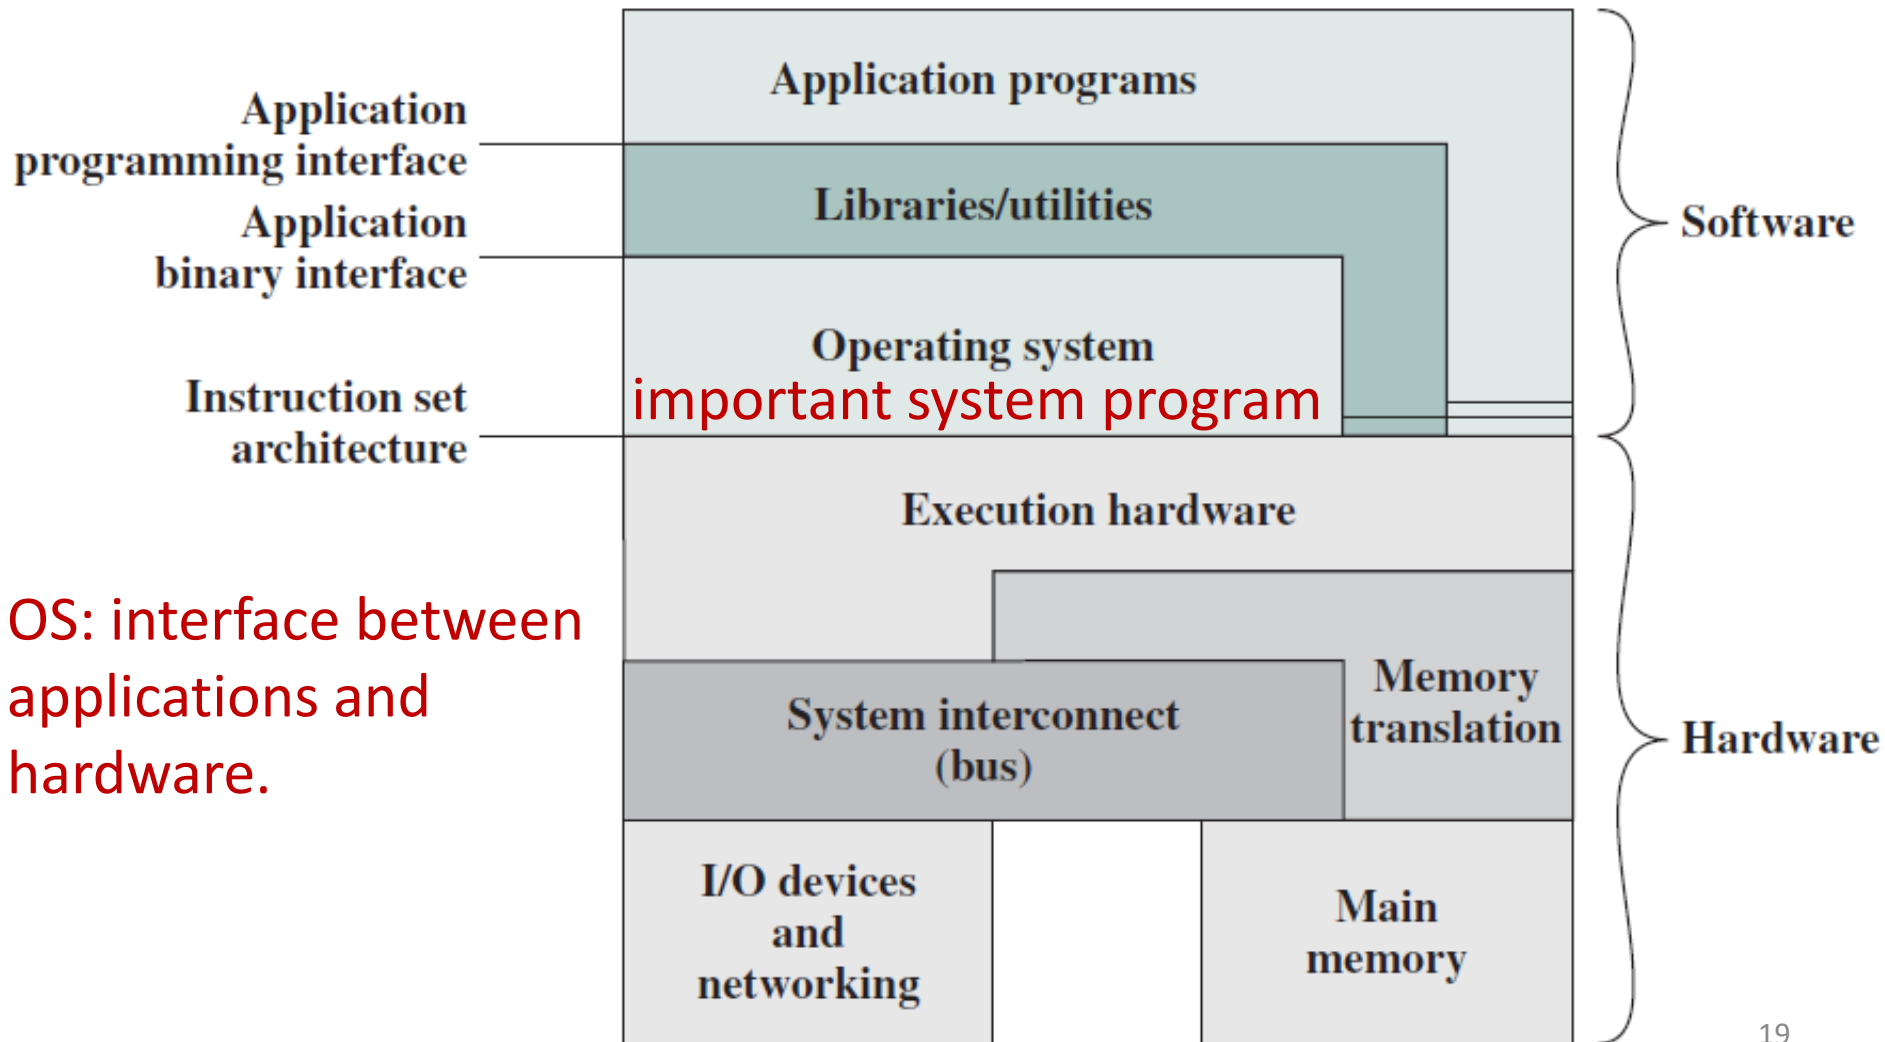 Application programs
Application
programming interface
Libraries/utilities
Application
binary interface
Software
Operating system
important system program
Instruction set
architecture
Execution hardware
OS: interface between
applications and
hardware.
Memory
translation
System interconnect
(bus)
Hardware
I/O devices
and
networking
Main
memory
19